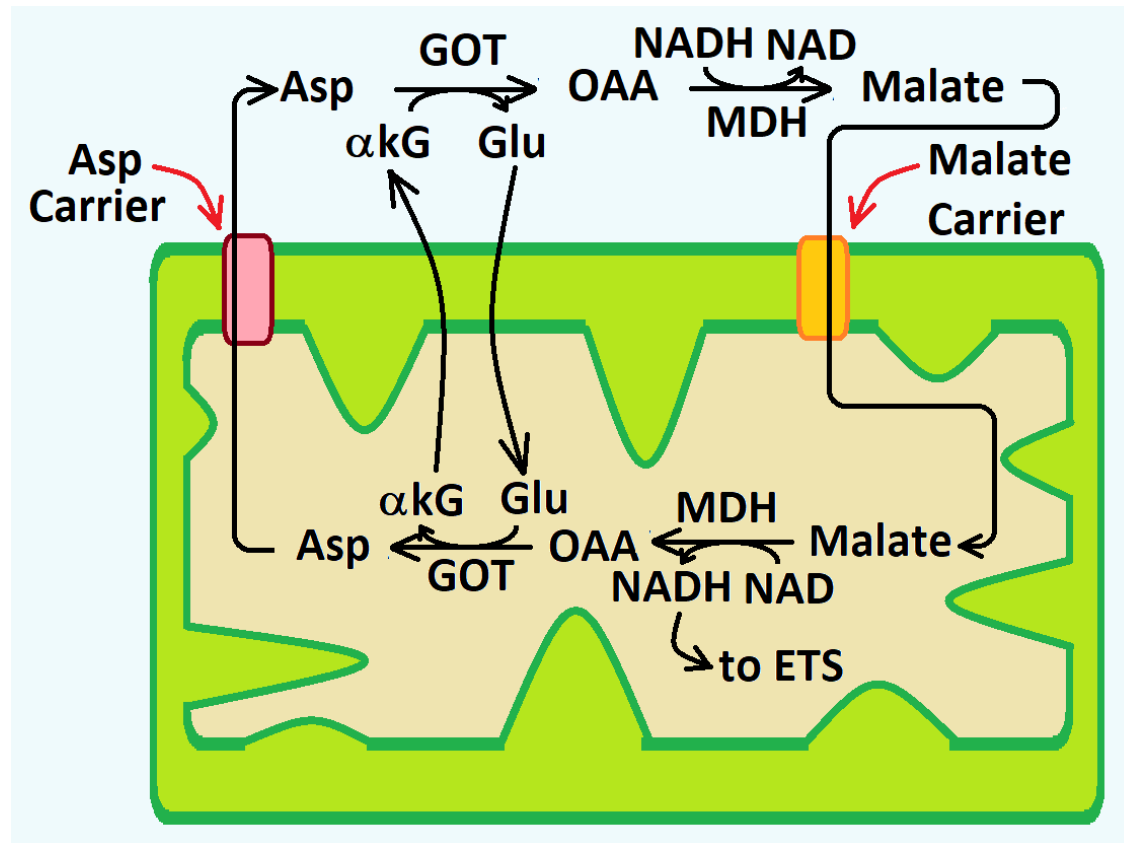 GOT
NADH NAD
Asp
OAA
Malate
αkG
Glu
MDH
Asp
Carrier
Malate
Carrier
αkG
Glu
MDH
Asp
OAA
Malate
GOT
NADH NAD
to ETS